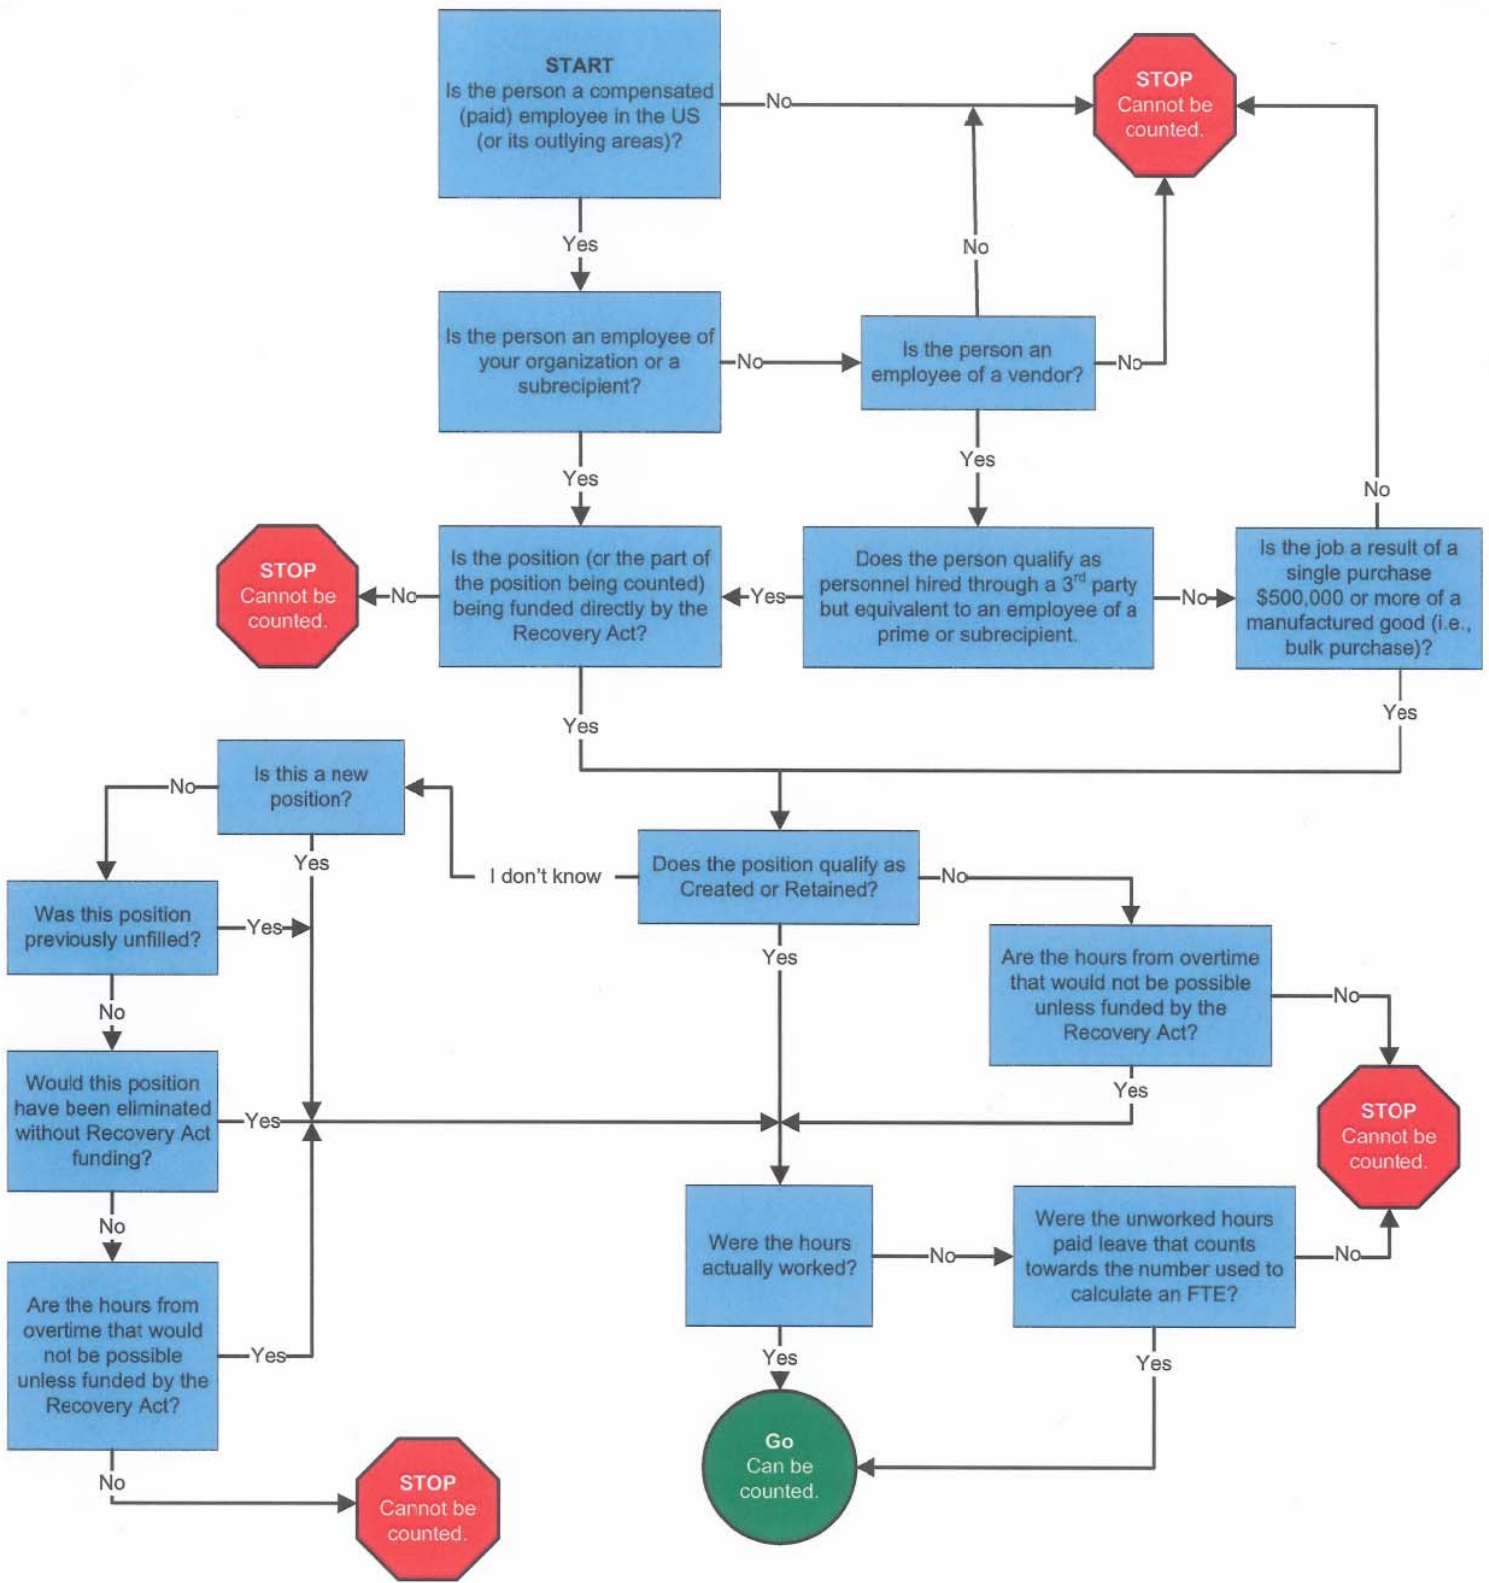 START
Is the person a compensated
(paid) employee in the US
(or its outlying areas)?
No
STOP
Cannot be
counted.
Yes
No
Is the person an employee of
your organization or a
subrecipient?
No
Is the person an
employee of a vendor?
No
Yes
Yes
No
STOP
Cannot be
counted.
No
Is the position (or the part of
the position being counted)
being funded directly by the
Recovery Act?
Yes
Does the person qualify as
personnel hired through a 3rd party
but equivalent to an employee of a
prime or subrecipient.
No
Is the job a result of a
single purchase
$500,000 or more of a
manufactured good (i.e.,
bulk purchase)?
Yes
Yes
No
Is this a new
position?
Yes
I don't know
Does the position qualify as
Created or Retained?
No
Was this position
previously unfilled?
Yes
Yes
Are the hours from overtime
that would not be possible
unless funded by the
Recovery Act?
No
No
Yes
Would this position
have been eliminated
without Recovery Act
funding?
Yes
STOP
Cannot be
counted.
No
Were the hours
actually worked?
No
Were the unworked hours
paid leave that counts
towards the number used to
calculate an FTE?
No
Are the hours from
overtime that would
not be possible
unless funded by the
Recovery Act?
Yes
Yes
Yes
No
STOP
Cannot be
counted.
Go
Can be
counted.